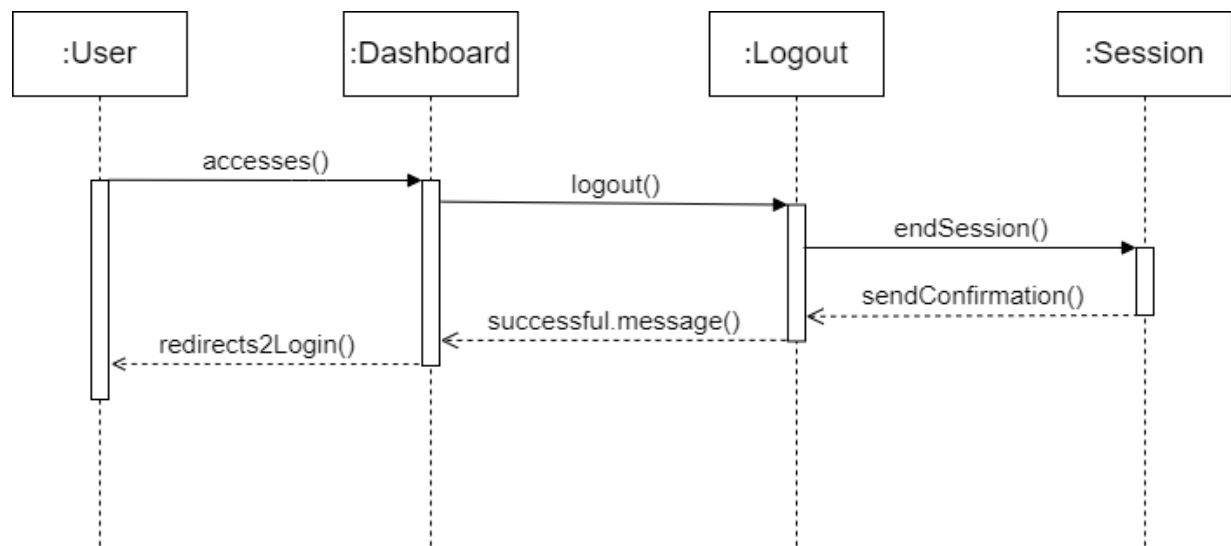 :User
:Dashboard
:Logout
:Session
accesses()
logout()
endSession()
sendConfirmation()
successful.message()
redirects2Login()